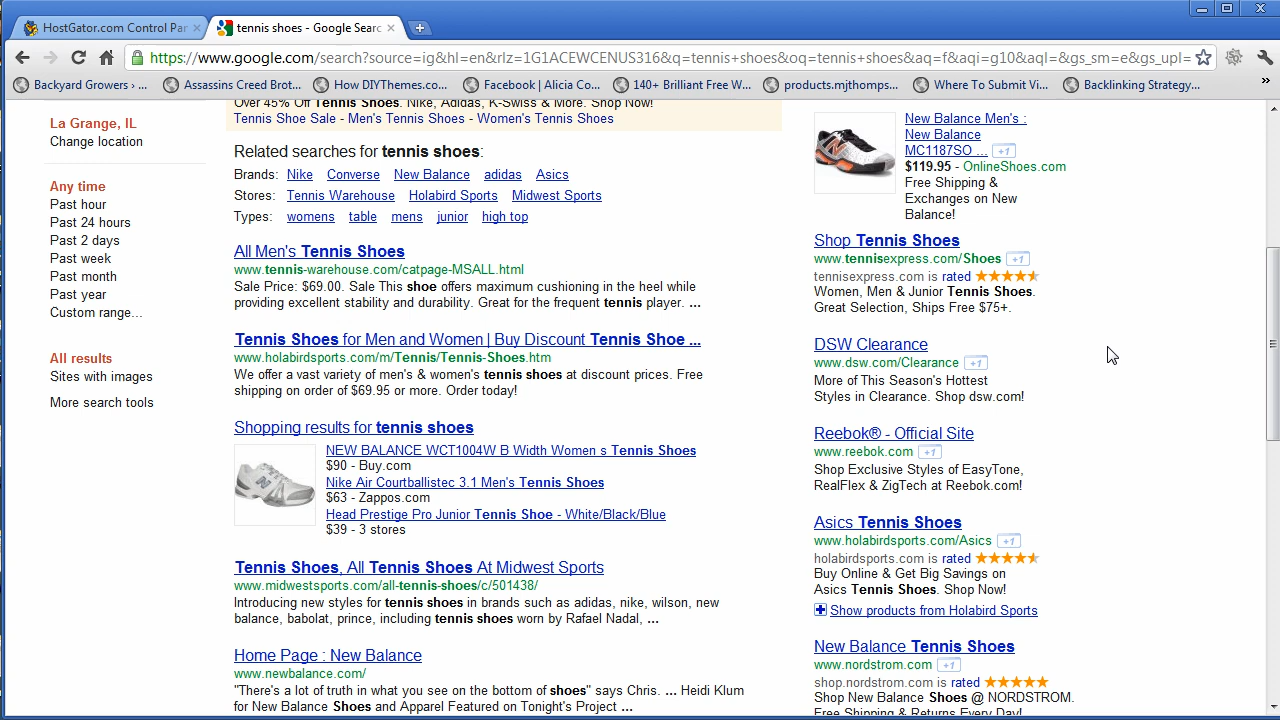 HostGator.com Control Par
tennis shoes - Google Searc
https://www.google.com/search?source=ig&hl=en&rlz=1G1ACEWCENUS316&q=tennis+shoes&oq=tennis+shoes&aq=f&aqi=g10&aql=&gs_sm=e&gs_upl=
Backyard Growers › ...
Assassins Creed Brot...
How DIYThemes.co...
Facebook | Alicia Co...
140+ Brilliant Free W...
products.mjthomps...
Where To Submit Vi...
Backlinking Strategy...
»
La Grange, IL
Change location
Any time
Past hour
Past 24 hours
Past 2 days
Past week
Past month
Past year
Custom range...
All results
Sites with images
More search tools
Over 45% Off Tennis Shoes. Nike, Adidas, K-Swiss & More. Shop Now!
Tennis Shoe Sale - Men's Tennis Shoes - Women's Tennis Shoes
Related searches for tennis shoes:
Brands: Nike Converse New Balance adidas Asics
Stores: Tennis Warehouse Holabird Sports Midwest Sports
Types: womens table mens junior high top
All Men's Tennis Shoes
www.tennis-warehouse.com/catpage-MSALL.html
Sale Price: $69.00. Sale This shoe offers maximum cushioning in the heel while
providing excellent stability and durability. Great for the frequent tennis player. ...
Tennis Shoes for Men and Women | Buy Discount Tennis Shoe ...
www.holabirdsports.com/m/Tennis/Tennis-Shoes.htm
We offer a vast variety of men's & women's tennis shoes at discount prices. Free
shipping on order of $69.95 or more. Order today!
Shopping results for tennis shoes
NEW BALANCE WCT1004W B Width Women s Tennis Shoes
$90 - Buy.com
Nike Air Courtballistec 3.1 Men's Tennis Shoes
$63 - Zappos.com
Head Prestige Pro Junior Tennis Shoe - White/Black/Blue
$39 - 3 stores
Tennis Shoes, All Tennis Shoes At Midwest Sports
www.midwestsports.com/all-tennis-shoes/c/501438/
Introducing new styles for tennis shoes in brands such as adidas, nike, wilson, new
balance, babolat, prince, including tennis shoes worn by Rafael Nadal, ...
Home Page : New Balance
www.newbalance.com/
"There's a lot of truth in what you see on the bottom of shoes" says Chris. ... Heidi Klum
for New Balance Shoes and Apparel Featured on Tonight's Project ...
New Balance Men's :
New Balance
MC1187SO ... +1
$119.95 - OnlineShoes.com
Free Shipping &
Exchanges on New
Balance!
Shop Tennis Shoes
www.tennisexpress.com/Shoes +1
tennisexpress.com is rated
Women, Men & Junior Tennis Shoes.
Great Selection, Ships Free $75+.
DSW Clearance
www.dsw.com/Clearance +1
More of This Season's Hottest
Styles in Clearance. Shop dsw.com!
Reebok® - Official Site
www.reebok.com +1
Shop Exclusive Styles of EasyTone,
RealFlex & ZigTech at Reebok.com!
Asics Tennis Shoes
www.holabirdsports.com/Asics +1
holabirdsports.com is rated
Buy Online & Get Big Savings on
Asics Tennis Shoes. Shop Now!
Show products from Holabird Sports
New Balance Tennis Shoes
www.nordstrom.com +1
shop.nordstrom.com is rated
Shop New Balance Shoes @ NORDSTROM.
Free Shipping & Returns Every Day!